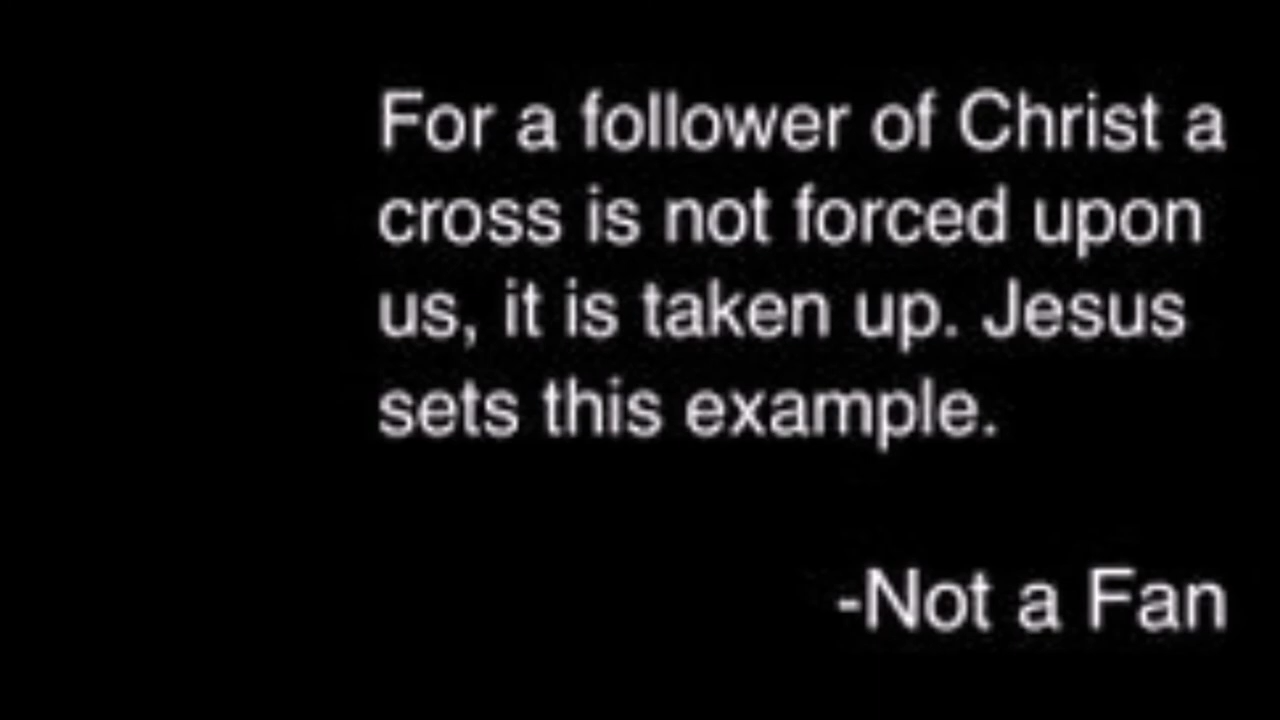 For a follower of Christ a
cross is not forced upon
us, it is taken up. Jesus
sets this example.
-Not a Fan